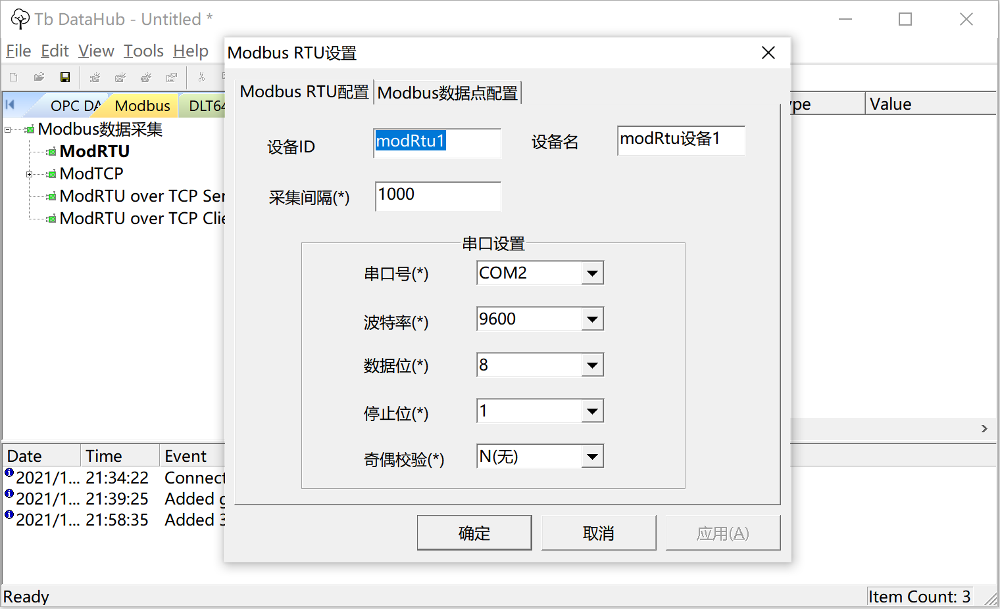 Tb DataHub - Untitled *
File Edit View Tools Help
Modbus RTU设置
Modbus RTU配置
Modbus数据点配置
OPC DA
Modbus
DLT64
Modbus数据采集
ModRTU
ModTCP
ModRTU over TCP Ser
ModRTU over TCP Clie
设备ID
modRtu1
设备名
modRtu设备1
采集间隔(*)
1000
串口设置
串口号(*)
COM2
波特率(*)
9600
数据位(*)
8
停止位(*)
1
奇偶校验(*)
N(无)
确定
取消
应用(A)
ype
Value
Date Time Event
2021/1... 21:34:22 Connect
2021/1... 21:39:25 Added g
2021/1... 21:58:35 Added 3
Ready
Item Count: 3